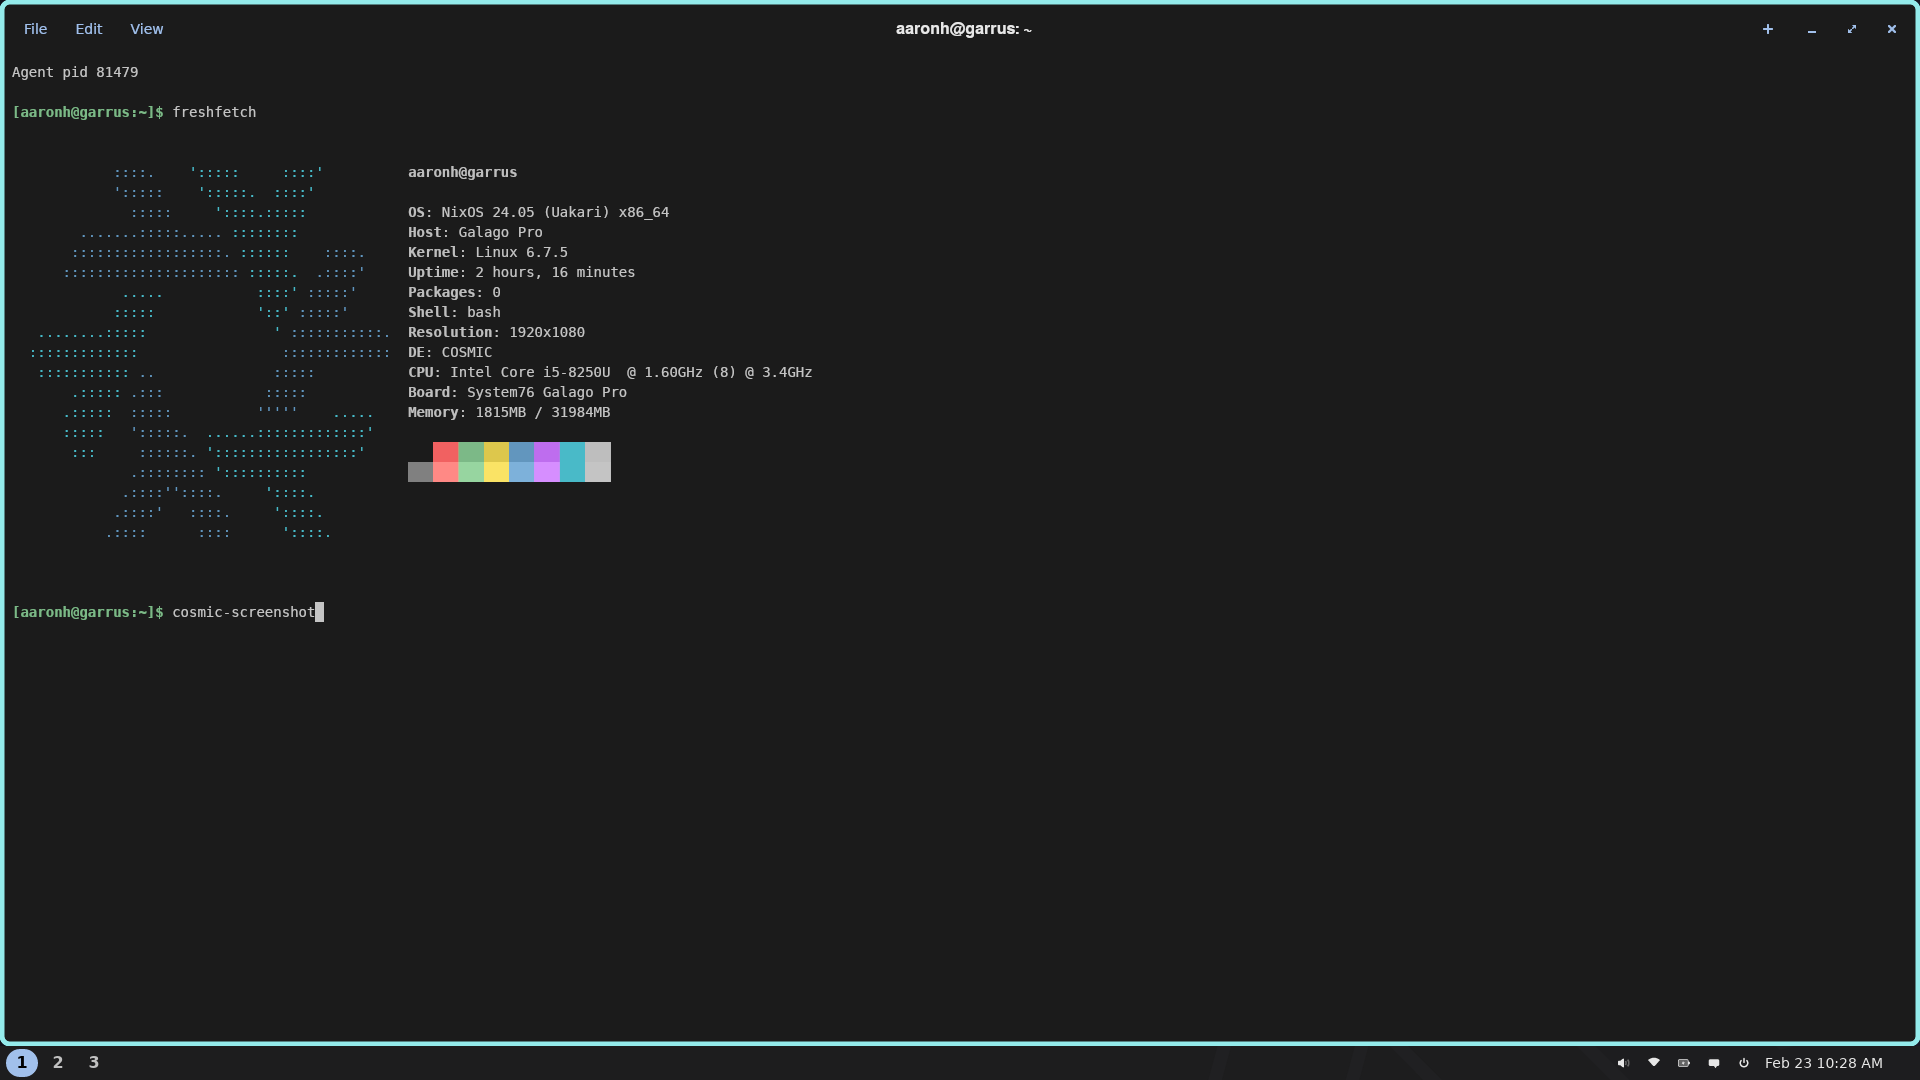 File Edit View aaronh@garrus: ~
Agent pid 81479
[aaronh@garrus:~]$ freshfetch
aaronh@garrus
OS: NixOS 24.05 (Uakari) x86_64
Host: Galago Pro
Kernel: Linux 6.7.5
Uptime: 2 hours, 16 minutes
Packages: 0
Shell: bash
Resolution: 1920x1080
DE: COSMIC
CPU: Intel Core i5-8250U  @ 1.60GHz (8) @ 3.4GHz
Board: System76 Galago Pro
Memory: 1815MB / 31984MB
[aaronh@garrus:~]$ cosmic-screenshot
1 2 3 Feb 23 10:28 AM